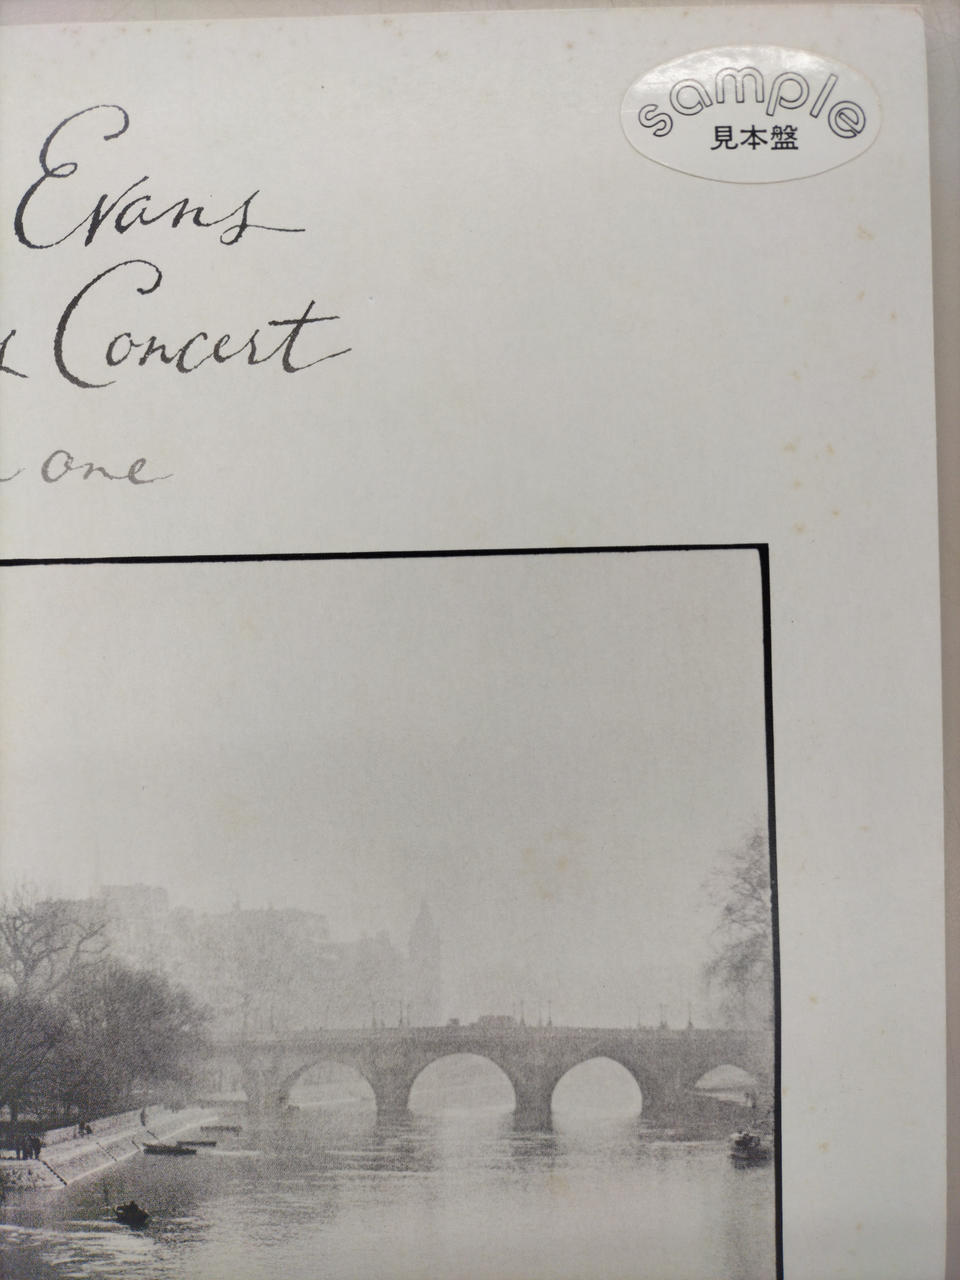 sample
見本盤
Evans
Concert
one